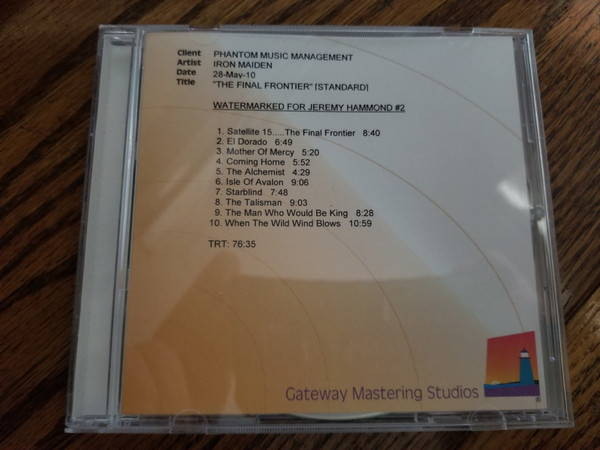 Client PHANTOM MUSIC MANAGEMENT
Artist IRON MAIDEN
Date 28-May-10
Title "THE FINAL FRONTIER" [STANDARD]
WATERMARKED FOR JEREMY HAMMOND #2
1. Satellite 15.....The Final Frontier 8:40
2. El Dorado 6:49
3. Mother Of Mercy 5:20
4. Coming Home 5:52
5. The Alchemist 4:29
6. Isle Of Avalon 9:06
7. Starblind 7:48
8. The Talisman 9:03
9. The Man Who Would Be King 8:28
10. When The Wild Wind Blows 10:59
TRT: 76:35
Gateway Mastering Studios ®